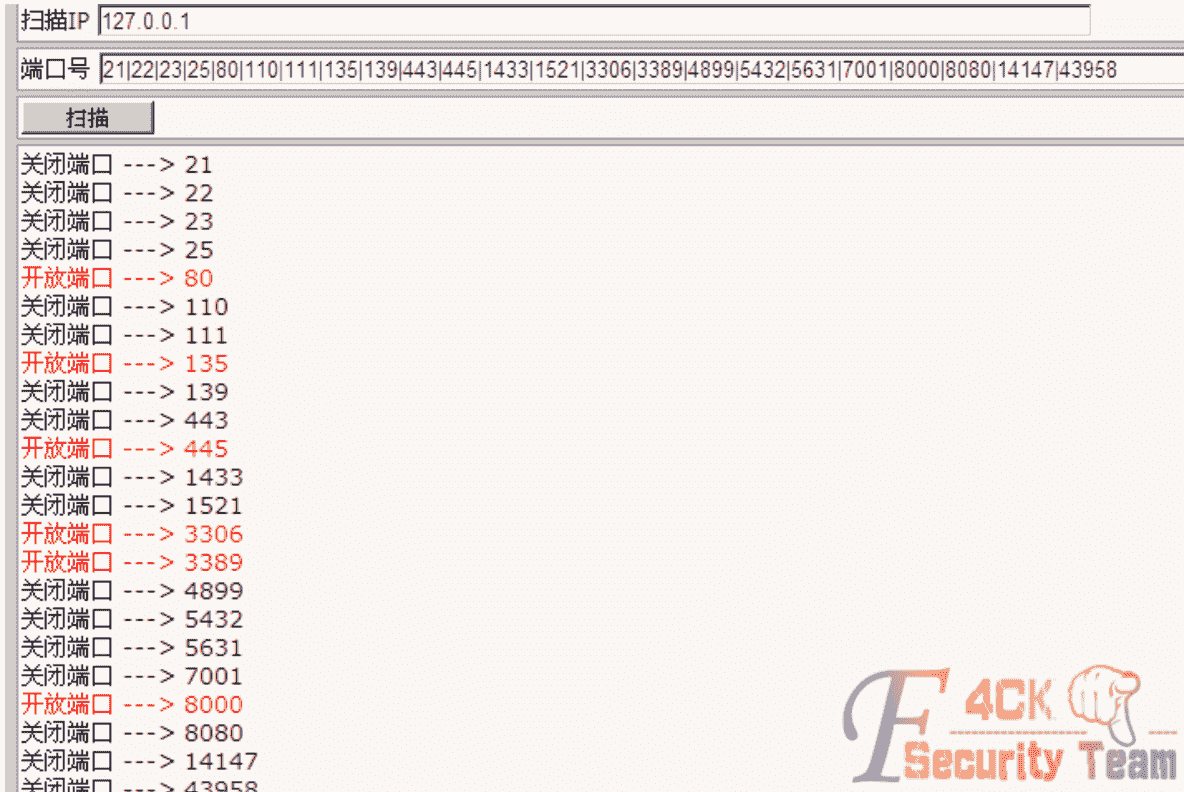 扫描IP 127.0.0.1
端口号 21|22|23|25|80|110|111|135|139|443|445|1433|1521|3306|3389|4899|5432|5631|7001|8000|8080|14147|43958
扫描
关闭端口 ---> 21
关闭端口 ---> 22
关闭端口 ---> 23
关闭端口 ---> 25
开放端口 ---> 80
关闭端口 ---> 110
关闭端口 ---> 111
开放端口 ---> 135
关闭端口 ---> 139
关闭端口 ---> 443
开放端口 ---> 445
关闭端口 ---> 1433
关闭端口 ---> 1521
开放端口 ---> 3306
开放端口 ---> 3389
关闭端口 ---> 4899
关闭端口 ---> 5432
关闭端口 ---> 5631
关闭端口 ---> 7001
开放端口 ---> 8000
关闭端口 ---> 8080
关闭端口 ---> 14147
关闭端口 ---> 43958
F4CK
Security Team